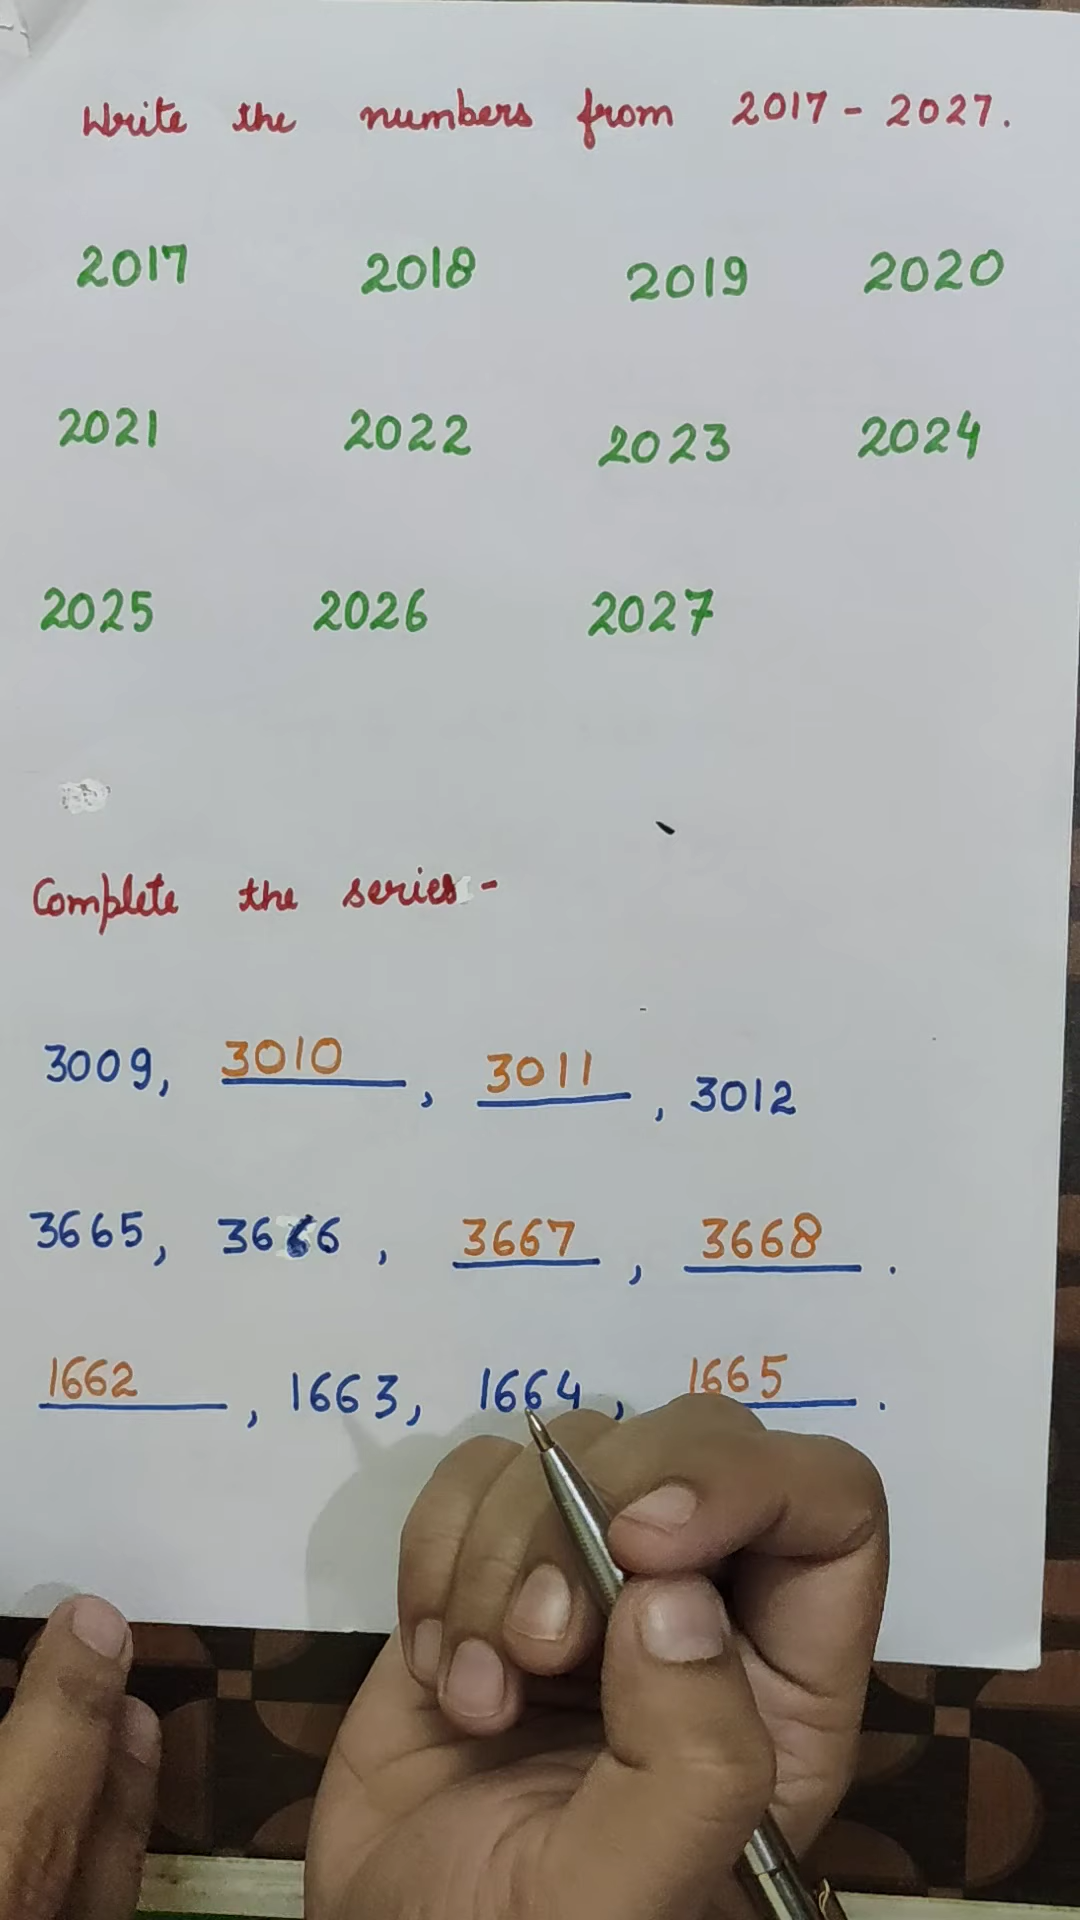 Write the numbers from 2017 - 2027.
2017 2018 2019 2020
2021 2022 2023 2024
2025 2026 2027
Complete the series -
3009, 3010, 3011, 3012
3665, 3666, 3667, 3668.
1662, 1663, 1664, 1665.